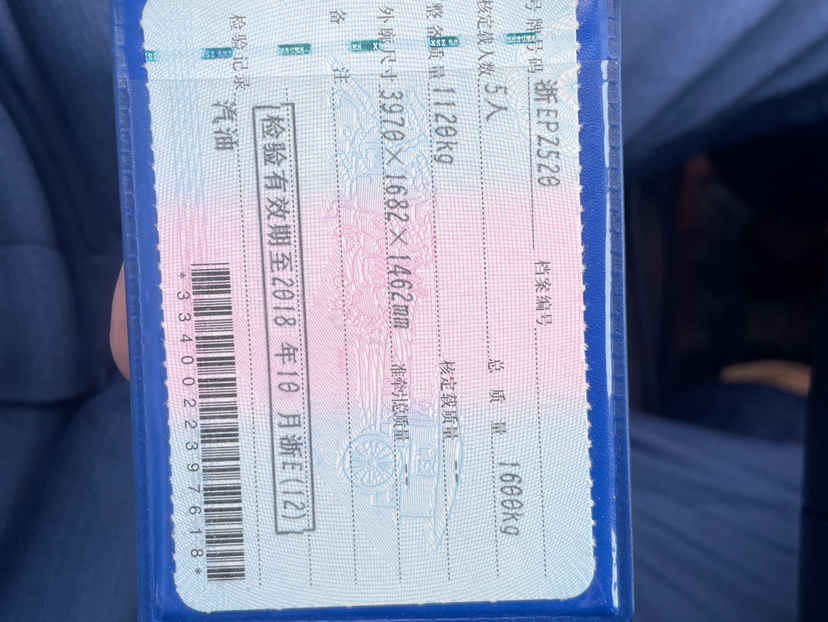 号牌号码 浙EPZ520 档案编号
核定载人数 5人 总质量 1600kg
整备质量 1120kg 核定载质量 --
外廓尺寸 3970×1682×1462mm 准牵引总质量 --
备注
检验有效期至2018年10月浙E(12)
检验记录 汽油
*3340022397618*